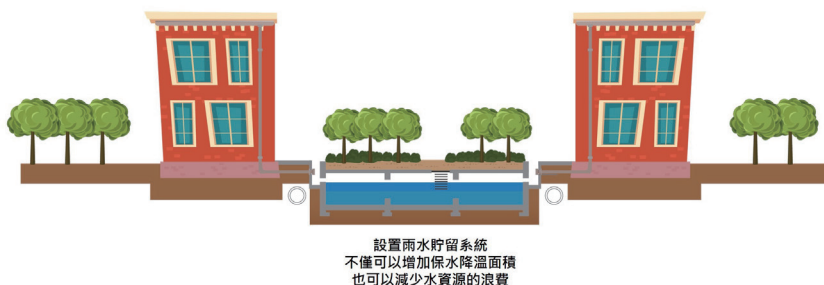 設置雨水貯留系統
不僅可以增加保水降溫面積
也可以減少水資源的浪費